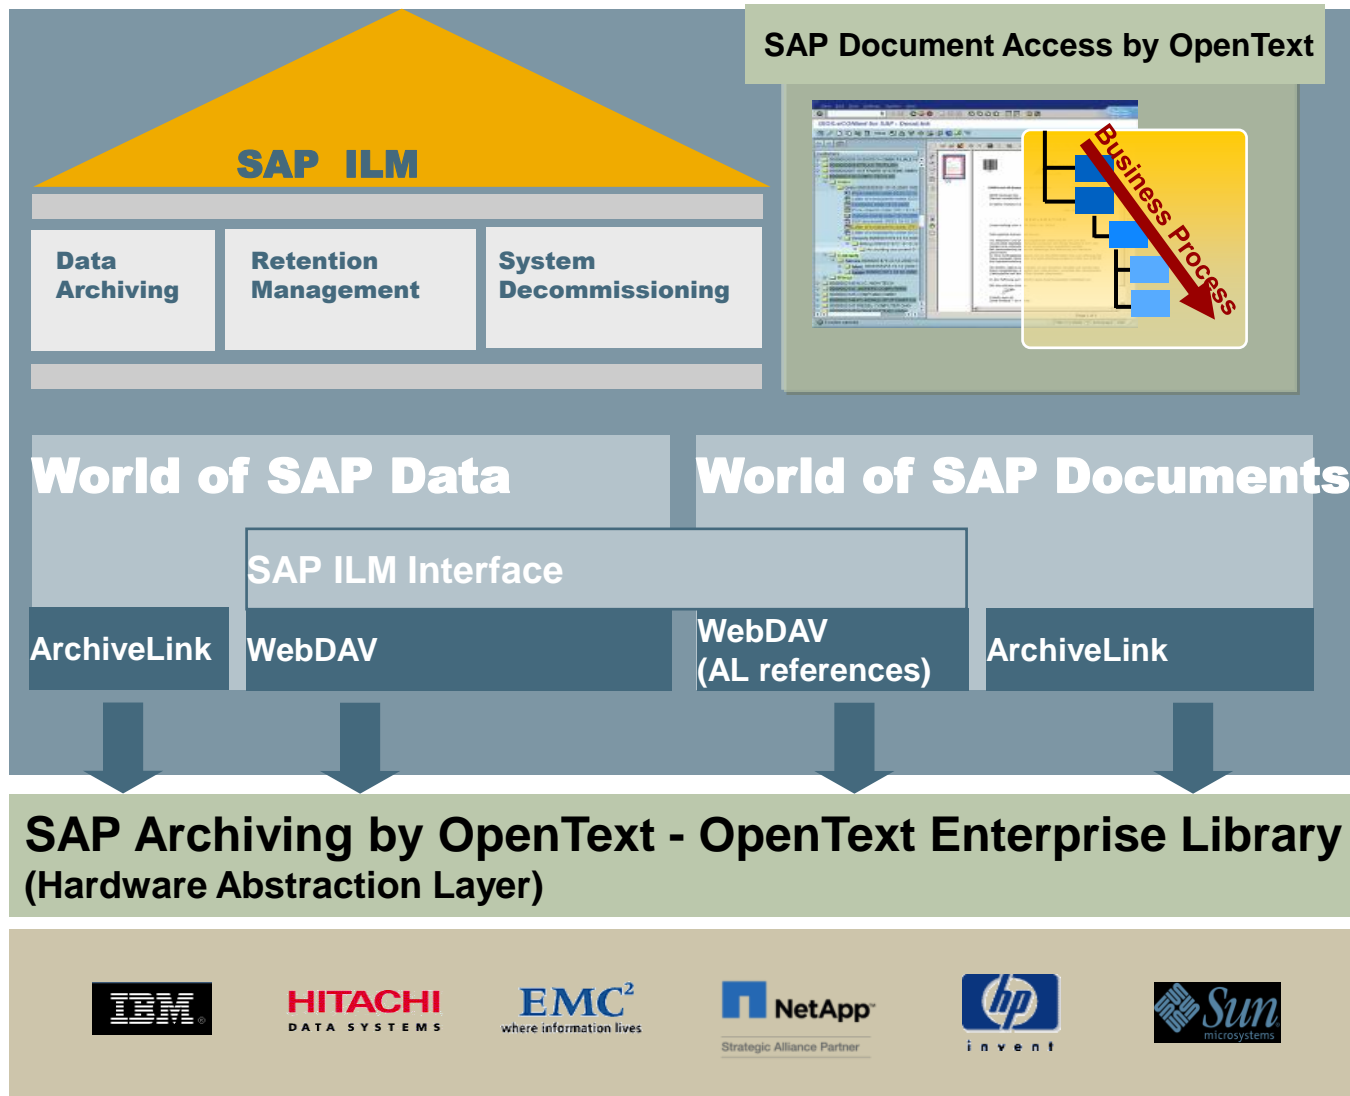 SAP Document Access by OpenText
SAP ILM
Data
Archiving
Retention
Management
System
Decommissioning
Business Process
World of SAP Data
World of SAP Documents
SAP ILM Interface
ArchiveLink
WebDAV
WebDAV
(AL references)
ArchiveLink
SAP Archiving by OpenText - OpenText Enterprise Library
(Hardware Abstraction Layer)
IBM
HITACHI
DATA SYSTEMS
EMC²
where information lives
NetApp™
Strategic Alliance Partner
hp
invent
Sun
microsystems